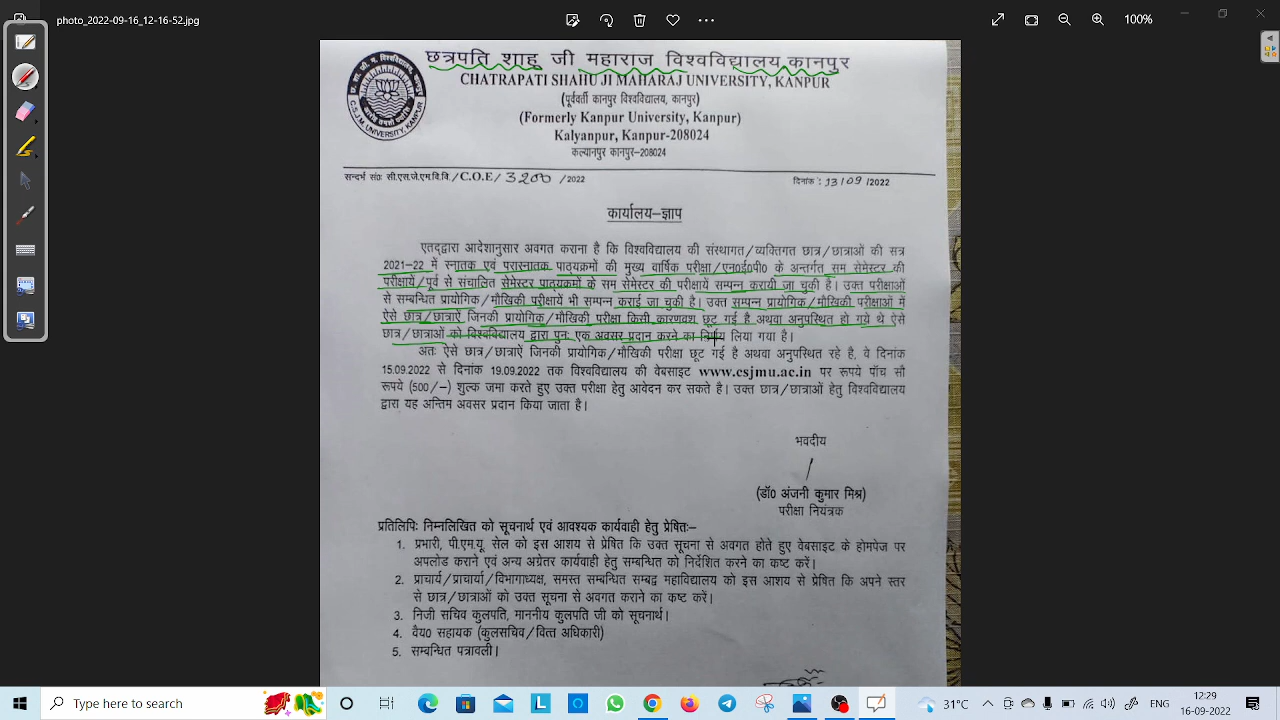 2022-09-16_12-16-52.jpg
100%
छत्रपति शाहू जी महाराज विश्वविद्यालय, कानपुर
CHATRAPATI SHAHU JI MAHARAJ UNIVERSITY, KANPUR
(पूर्ववर्ती कानपुर विश्वविद्यालय, कानपुर)
(Formerly Kanpur University, Kanpur)
Kalyanpur, Kanpur-208024
कल्यानपुर कानपुर-208024
C.S.J.M. UNIVERSITY, KANPUR
सन्दर्भ सं0: सी.एस.जे.एम.वि.वि./C.O.E/ 3200 /2022
दिनांक : 13/09/2022
कार्यालय-ज्ञाप
एतद्द्वारा आदेशानुसार अवगत कराना है कि विश्वविद्यालय की संस्थागत/व्यक्तिगत छात्र/छात्राओं की सत्र
2021-22 में स्नातक एवं परास्नातक पाठ्यक्रमों की मुख्य वार्षिक परीक्षा/एन0ई0पी0 के अन्तर्गत सम सेमेस्टर की
परीक्षायें/पूर्व से संचालित सेमेस्टर पाठ्यक्रमों के सम सेमेस्टर की परीक्षायें सम्पन्न करायी जा चुकी है। उक्त परीक्षाओं
से सम्बन्धित प्रायोगिक/मौखिकी परीक्षायें भी सम्पन्न कराई जा चुकी है। उक्त सम्पन्न प्रायोगिक/मौखिकी परीक्षाओं में
ऐसे छात्र/छात्राऐं जिनकी प्रायोगिक/मौखिकी परीक्षा किसी कारणवश छूट गई है अथवा अनुपस्थित हो गये थे ऐसे
छात्र/छात्राओं को विश्वविद्यालय द्वारा पुनः एक अवसर प्रदान करने का निर्णय लिया गया है।
अतः ऐसे छात्र/छात्राऐं जिनकी प्रायोगिक/मौखिकी परीक्षा छूट गई है अथवा अनुपस्थित रहे है, वे दिनांक
15.09.2022 से दिनांक 19.09.2022 तक विश्वविद्यालय की वेबसाइट www.csjmu.ac.in पर रूपये पांच सौ
रूपये (500/-) शुल्क जमा करते हुए उक्त परीक्षा हेतु आवेदन कर सकते है। उक्त छात्र/छात्राओं हेतु विश्वविद्यालय
द्वारा यह अन्तिम अवसर प्रदान किया जाता है।
भवदीय
(डॉ0 अंजनी कुमार मिश्र)
परीक्षा नियंत्रक
प्रतिलिपिः निम्नलिखित को सूचनार्थ एवं आवश्यक कार्यवाही हेतु प्रेषितः
1. प्रभारी, पी.एम.यू. सेल को इस आशय से प्रेषित कि उक्त सूचना से अवगत होते हुए वेबसाइट के होमपेज पर
अपलोड कराने एवं अन्य अग्रेतर कार्यवाही हेतु सम्बन्धित को निर्देशित करने का कष्ट करें।
2. प्राचार्य/प्राचार्या/विभागाध्यक्ष, समस्त सम्बन्धित सम्बद्व महाविद्यालय को इस आशय से प्रेषित कि अपने स्तर
से छात्र/छात्राओं को उक्त सूचना से अवगत कराने का कष्ट करें।
3. निजी सचिव कुलपति, माननीय कुलपति जी को सूचनार्थ।
4. वैय0 सहायक (कुलसचिव/वित्त अधिकारी)
5. सम्बन्धित पत्रावली।
Type here to search
31°C
ENG
12:29
16-09-2022